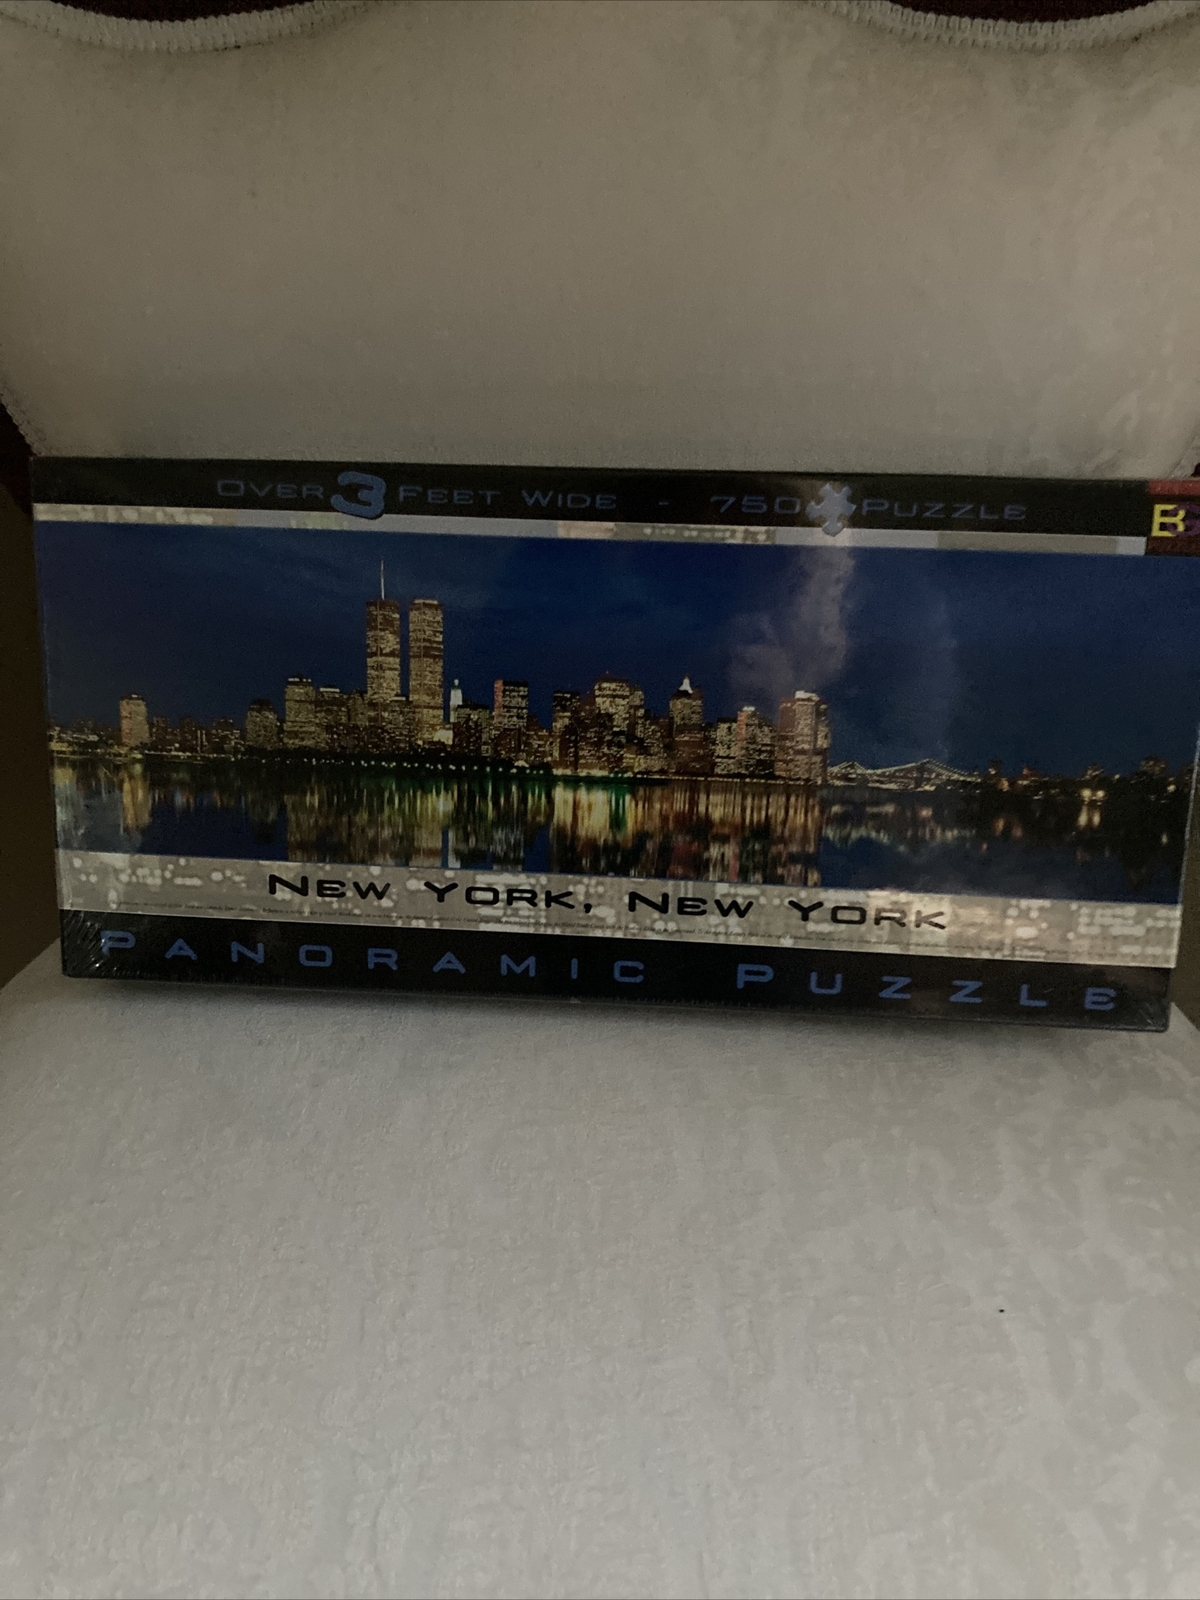 OVER 3 FEET WIDE - 750 PUZZLE
B
NEW YORK, NEW YORK
PANORAMIC PUZZLE